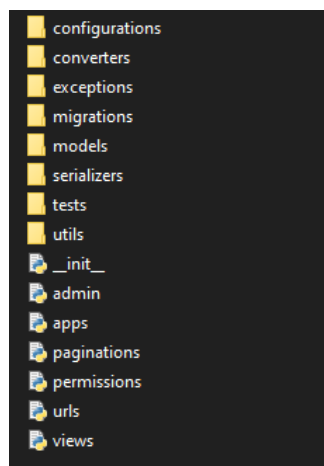 configurations
converters
exceptions
migrations
models
serializers
tests
utils
__init__
admin
apps
paginations
permissions
urls
views